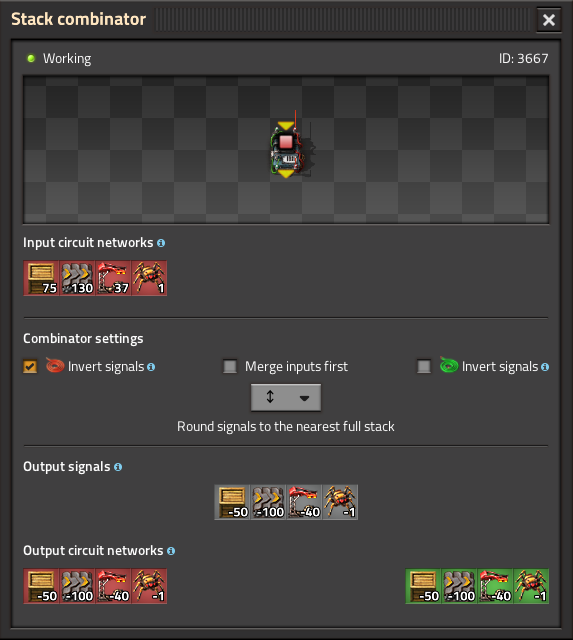 Stack combinator
Working
ID: 3667
Input circuit networks
75 130 37 1
Combinator settings
Invert signals
Merge inputs first
Invert signals
Round signals to the nearest full stack
Output signals
-50 -100 -40 -1
Output circuit networks
-50 -100 -40 -1
-50 -100 -40 -1